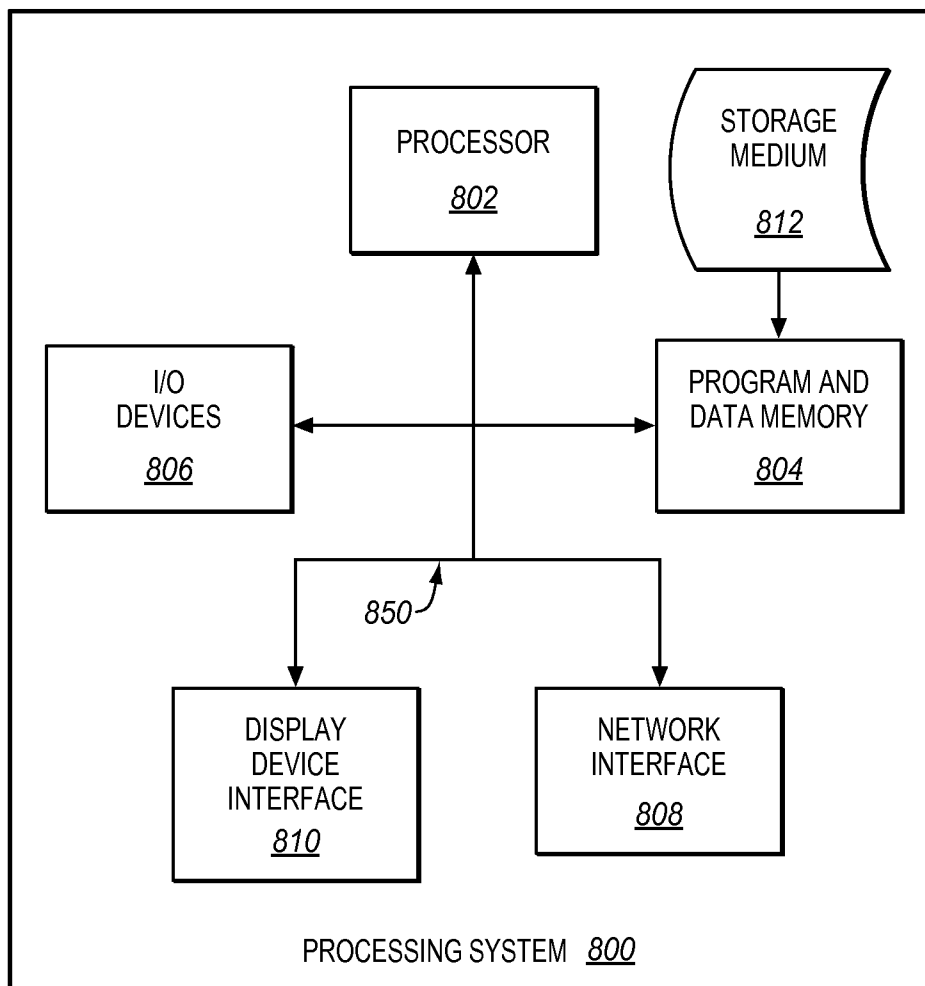 PROCESSOR
802
STORAGE
MEDIUM
812
I/O
DEVICES
806
PROGRAM AND
DATA MEMORY
804
850
DISPLAY
DEVICE
INTERFACE
810
NETWORK
INTERFACE
808
PROCESSING SYSTEM 800